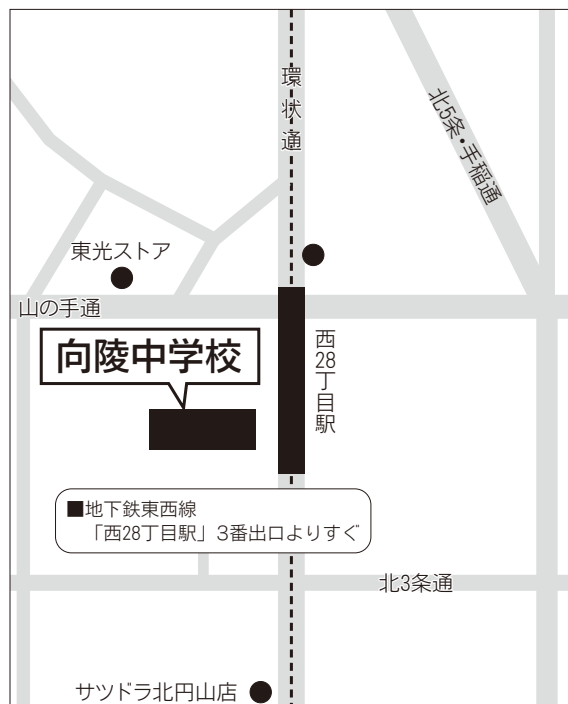 環状通
北5条・手稲通
東光ストア
山の手通
向陵中学校
西28丁目駅
■地下鉄東西線
「西28丁目駅」3番出口よりすぐ
北3条通
サツドラ北円山店